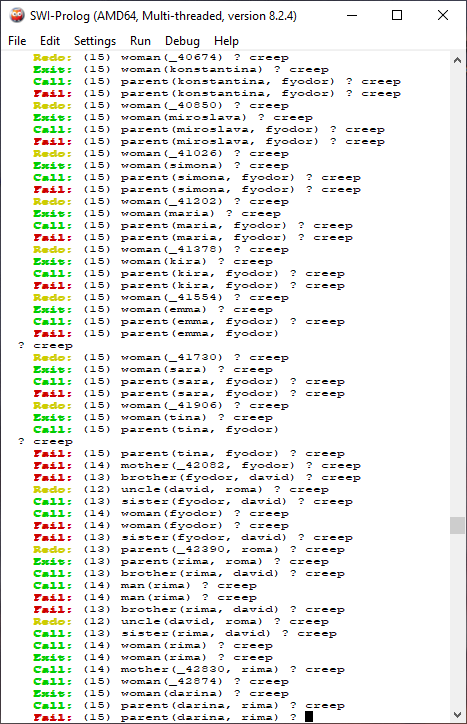 SWI-Prolog (AMD64, Multi-threaded, version 8.2.4)
File Edit Settings Run Debug Help
Redo: (15) woman(_40674) ? creep
Exit: (15) woman(konstantina) ? creep
Call: (15) parent(konstantina, fyodor) ? creep
Fail: (15) parent(konstantina, fyodor) ? creep
Redo: (15) woman(_40850) ? creep
Exit: (15) woman(miroslava) ? creep
Call: (15) parent(miroslava, fyodor) ? creep
Fail: (15) parent(miroslava, fyodor) ? creep
Redo: (15) woman(_41026) ? creep
Exit: (15) woman(simona) ? creep
Call: (15) parent(simona, fyodor) ? creep
Fail: (15) parent(simona, fyodor) ? creep
Redo: (15) woman(_41202) ? creep
Exit: (15) woman(maria) ? creep
Call: (15) parent(maria, fyodor) ? creep
Fail: (15) parent(maria, fyodor) ? creep
Redo: (15) woman(_41378) ? creep
Exit: (15) woman(kira) ? creep
Call: (15) parent(kira, fyodor) ? creep
Fail: (15) parent(kira, fyodor) ? creep
Redo: (15) woman(_41554) ? creep
Exit: (15) woman(emma) ? creep
Call: (15) parent(emma, fyodor) ? creep
Fail: (15) parent(emma, fyodor)
? creep
Redo: (15) woman(_41730) ? creep
Exit: (15) woman(sara) ? creep
Call: (15) parent(sara, fyodor) ? creep
Fail: (15) parent(sara, fyodor) ? creep
Redo: (15) woman(_41906) ? creep
Exit: (15) woman(tina) ? creep
Call: (15) parent(tina, fyodor)
? creep
Fail: (15) parent(tina, fyodor) ? creep
Fail: (14) mother(_42082, fyodor) ? creep
Fail: (13) brother(fyodor, david) ? creep
Redo: (12) uncle(david, roma) ? creep
Call: (13) sister(fyodor, david) ? creep
Call: (14) woman(fyodor) ? creep
Fail: (14) woman(fyodor) ? creep
Fail: (13) sister(fyodor, david) ? creep
Redo: (13) parent(_42390, roma) ? creep
Exit: (13) parent(rima, roma) ? creep
Call: (13) brother(rima, david) ? creep
Call: (14) man(rima) ? creep
Fail: (14) man(rima) ? creep
Fail: (13) brother(rima, david) ? creep
Redo: (12) uncle(david, roma) ? creep
Call: (13) sister(rima, david) ? creep
Call: (14) woman(rima) ? creep
Exit: (14) woman(rima) ? creep
Call: (14) mother(_42830, rima) ? creep
Call: (15) woman(_42874) ? creep
Exit: (15) woman(darina) ? creep
Call: (15) parent(darina, rima) ? creep
Fail: (15) parent(darina, rima) ?